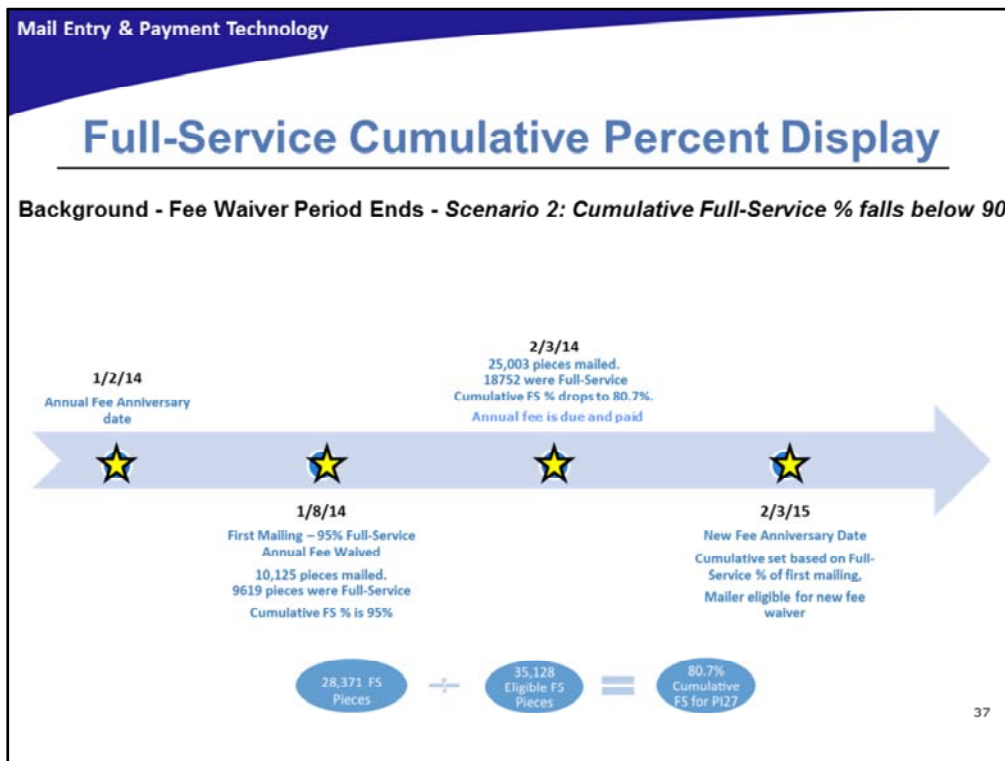 Mail Entry & Payment Technology
Full-Service Cumulative Percent Display
Background - Fee Waiver Period Ends - Scenario 2: Cumulative Full-Service % falls below 90
1/2/14
Annual Fee Anniversary
date
2/3/14
25,003 pieces mailed.
18752 were Full-Service
Cumulative FS % drops to 80.7%.
Annual fee is due and paid
1/8/14
First Mailing – 95% Full-Service
Annual Fee Waived
10,125 pieces mailed.
9619 pieces were Full-Service
Cumulative FS % is 95%
2/3/15
New Fee Anniversary Date
Cumulative set based on Full-
Service % of first mailing,
Mailer eligible for new fee
waiver
28,371 FS
Pieces
÷
35,128
Eligible FS
Pieces
=
80.7%
Cumulative
FS for PI27
37